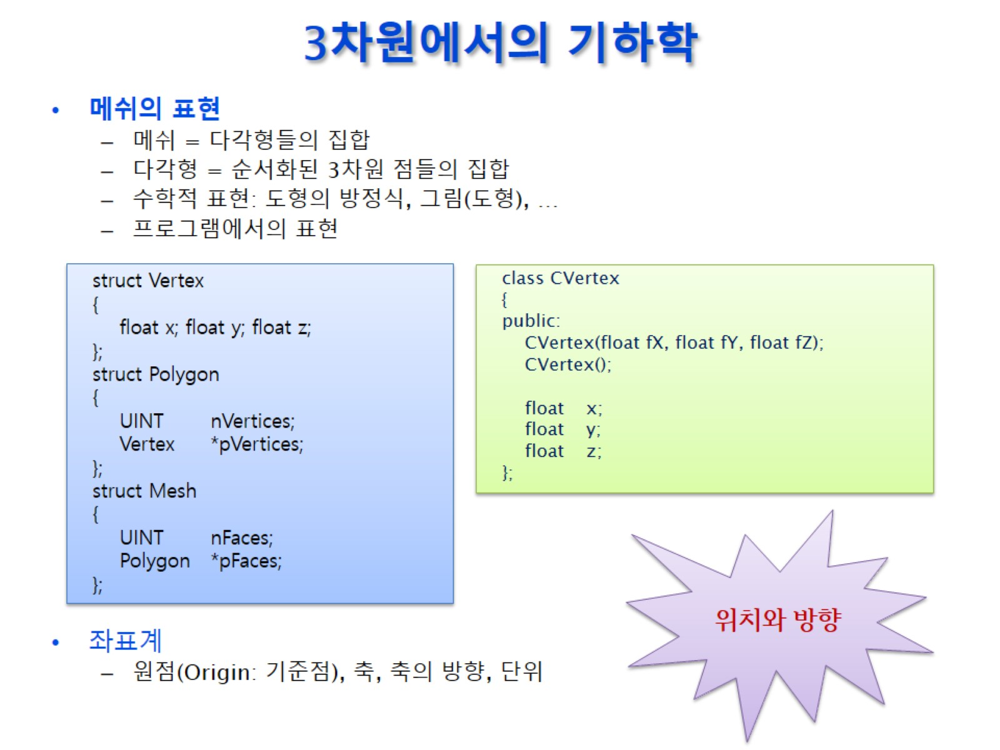 3차원에서의 기하학
• 메쉬의 표현
– 메쉬 = 다각형들의 집합
– 다각형 = 순서화된 3차원 점들의 집합
– 수학적 표현: 도형의 방정식, 그림(도형), …
– 프로그램에서의 표현
struct Vertex
{
float x; float y; float z;
};
struct Polygon
{
UINT nVertices;
Vertex *pVertices;
};
struct Mesh
{
UINT nFaces;
Polygon *pFaces;
};
class CVertex
{
public:
CVertex(float fX, float fY, float fZ);
CVertex();
float x;
float y;
float z;
};
위치와 방향
• 좌표계
– 원점(Origin: 기준점), 축, 축의 방향, 단위